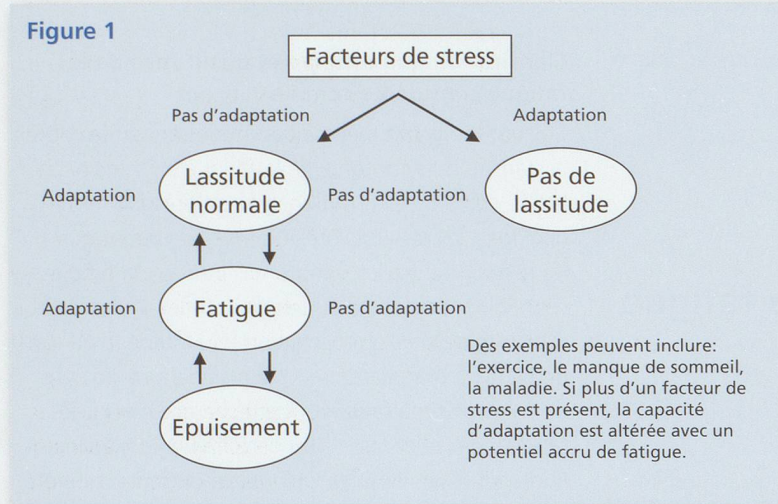 Figure 1
Facteurs de stress
Pas d'adaptation
Adaptation
Adaptation
Lassitude
normale
Pas d'adaptation
Pas de
lassitude
Adaptation
Fatigue
Pas d'adaptation
Epuisement
Des exemples peuvent inclure:
l'exercice, le manque de sommeil,
la maladie. Si plus d'un facteur de
stress est présent, la capacité
d'adaptation est altérée avec un
potentiel accru de fatigue.